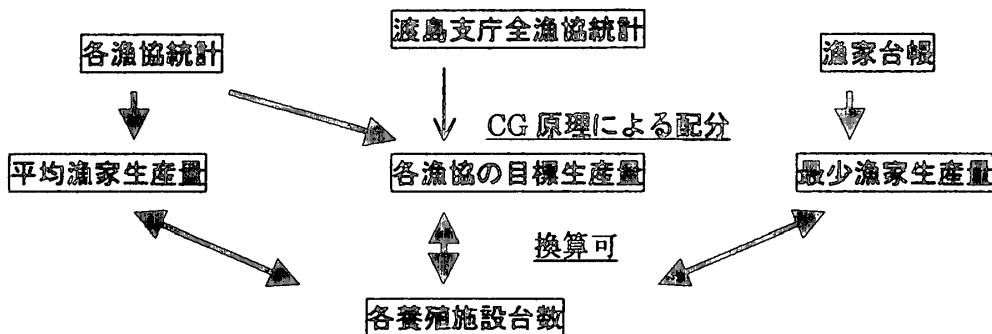 渡島支庁全漁協統計
各漁協統計
漁家台帳
CG 原理による配分
平均漁家生産量
各漁協の目標生産量
最少漁家生産量
換算可
各養殖施設台数